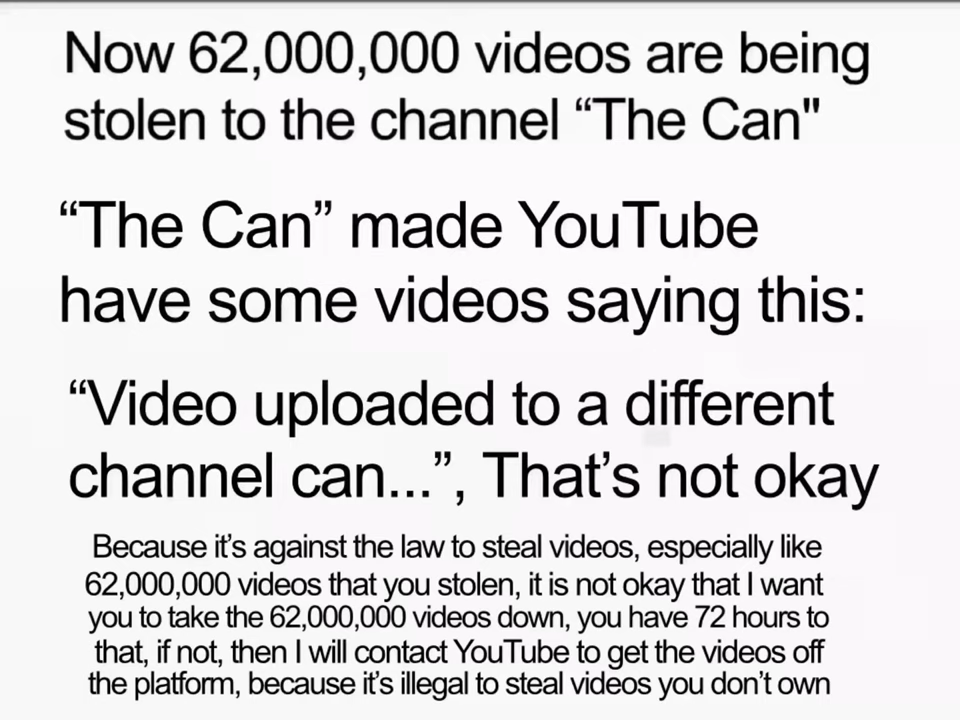 Now 62,000,000 videos are being
stolen to the channel “The Can"
“The Can” made YouTube
have some videos saying this:
“Video uploaded to a different
channel can...”, That’s not okay
Because it’s against the law to steal videos, especially like
62,000,000 videos that you stolen, it is not okay that I want
you to take the 62,000,000 videos down, you have 72 hours to
that, if not, then I will contact YouTube to get the videos off
the platform, because it’s illegal to steal videos you don’t own